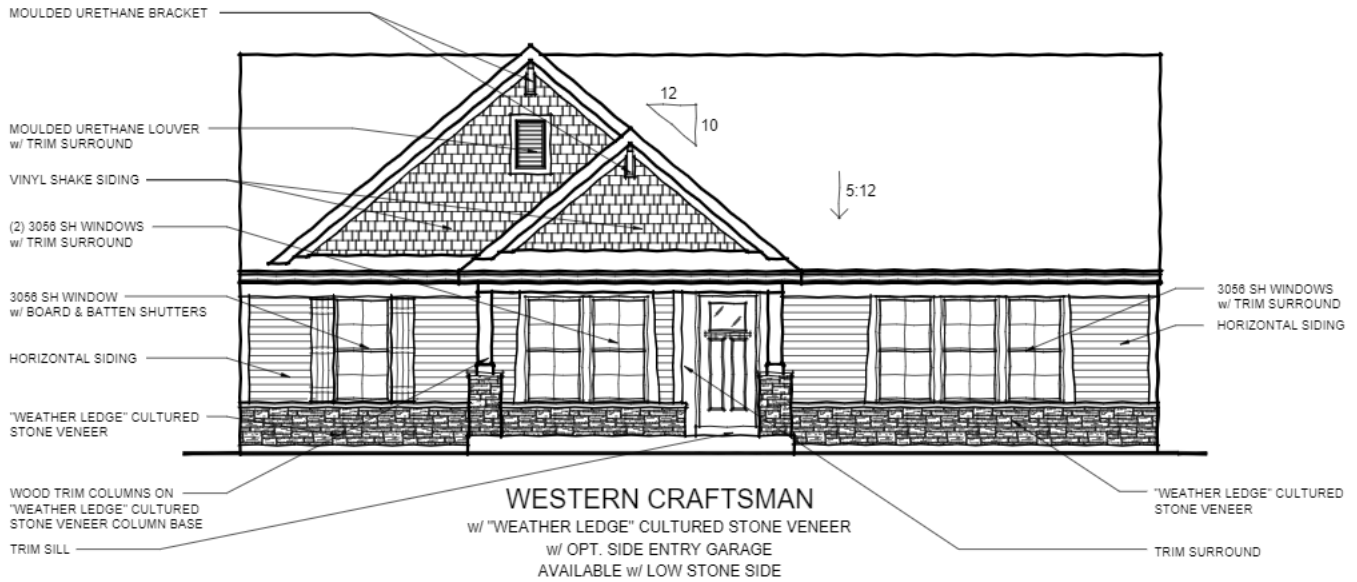 MOULDED URETHANE BRACKET
MOULDED URETHANE LOUVER
w/ TRIM SURROUND
VINYL SHAKE SIDING
(2) 3056 SH WINDOWS
w/ TRIM SURROUND
3056 SH WINDOW
w/ BOARD & BATTEN SHUTTERS
HORIZONTAL SIDING
"WEATHER LEDGE" CULTURED
STONE VENEER
WOOD TRIM COLUMNS ON
"WEATHER LEDGE" CULTURED
STONE VENEER COLUMN BASE
TRIM SILL
12
10
5:12
3056 SH WINDOWS
w/ TRIM SURROUND
HORIZONTAL SIDING
"WEATHER LEDGE" CULTURED
STONE VENEER
TRIM SURROUND
WESTERN CRAFTSMAN
w/ "WEATHER LEDGE" CULTURED STONE VENEER
w/ OPT. SIDE ENTRY GARAGE
AVAILABLE w/ LOW STONE SIDE